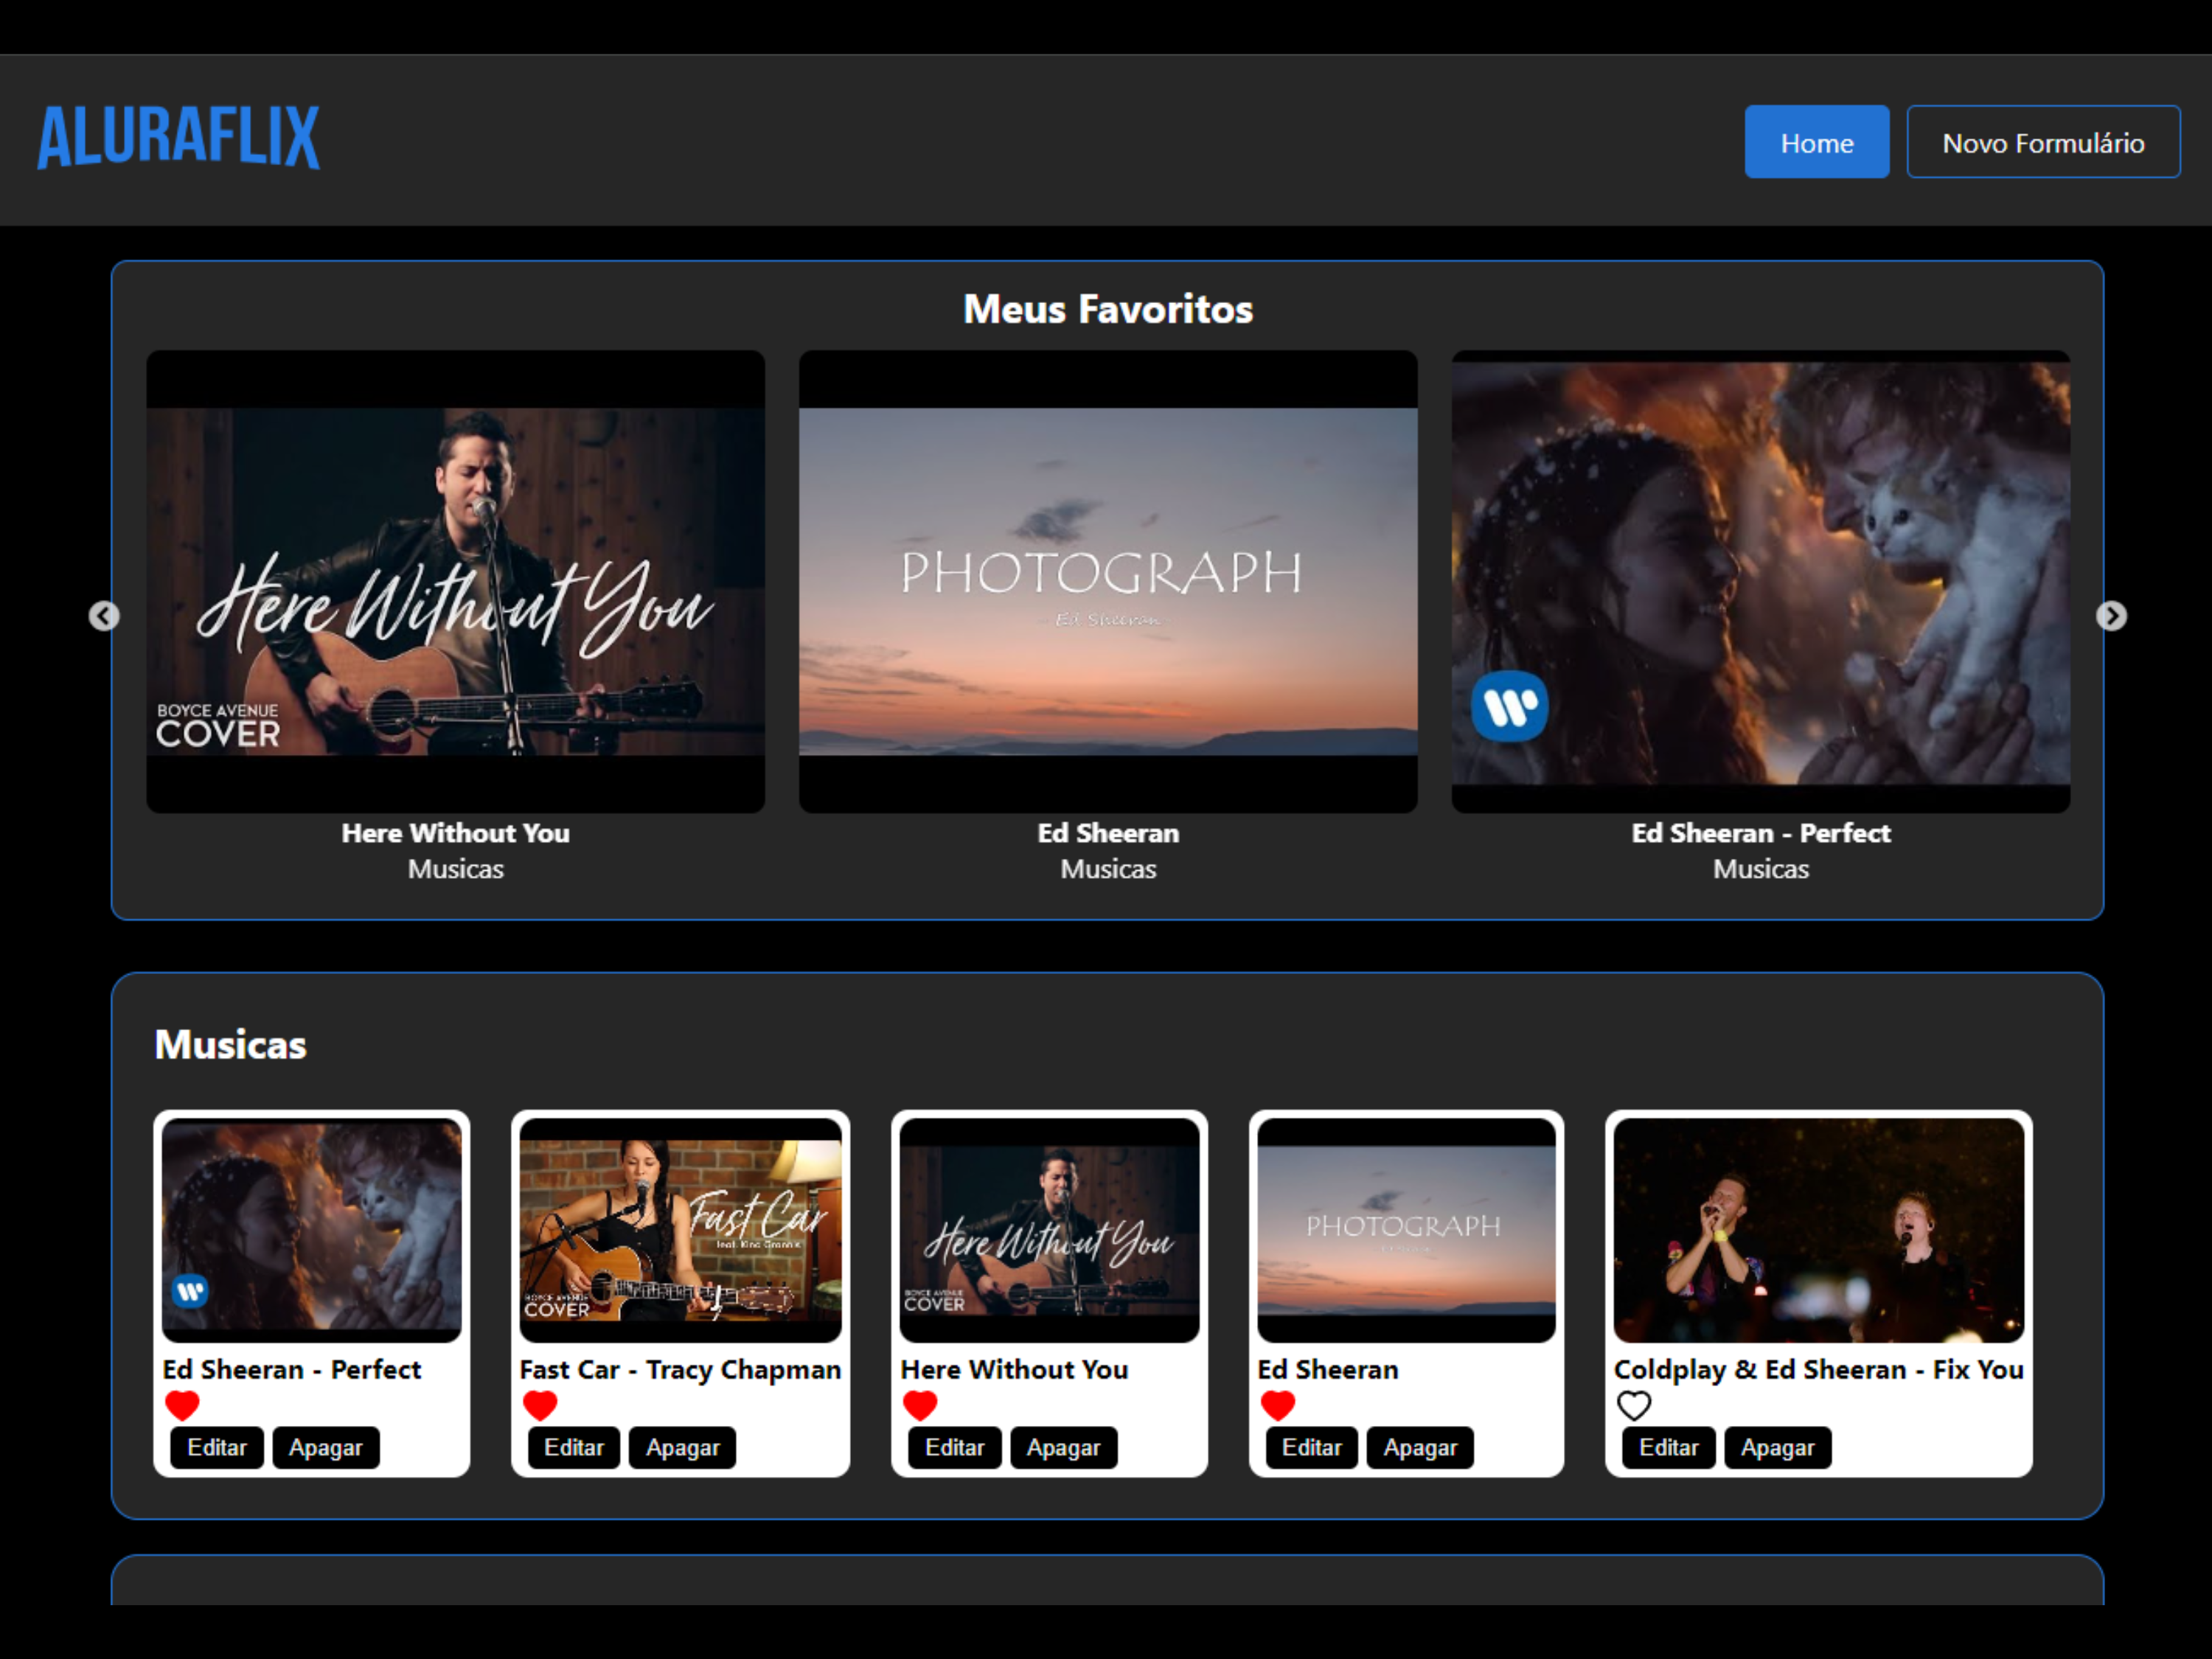 ALURAFLIX
Home
Novo Formulário
Meus Favoritos
Here Without You
BOYCE AVENUE
COVER
PHOTOGRAPH
Ed Sheeran
Here Without You
Musicas
Ed Sheeran
Musicas
Ed Sheeran - Perfect
Musicas
Musicas
Fast Car
feat. Kina Grannis
BOYCE AVENUE
COVER
Here Without You
BOYCE AVENUE
COVER
PHOTOGRAPH
Ed Sheeran - Perfect
Editar
Apagar
Fast Car - Tracy Chapman
Editar
Apagar
Here Without You
Editar
Apagar
Ed Sheeran
Editar
Apagar
Coldplay & Ed Sheeran - Fix You
Editar
Apagar